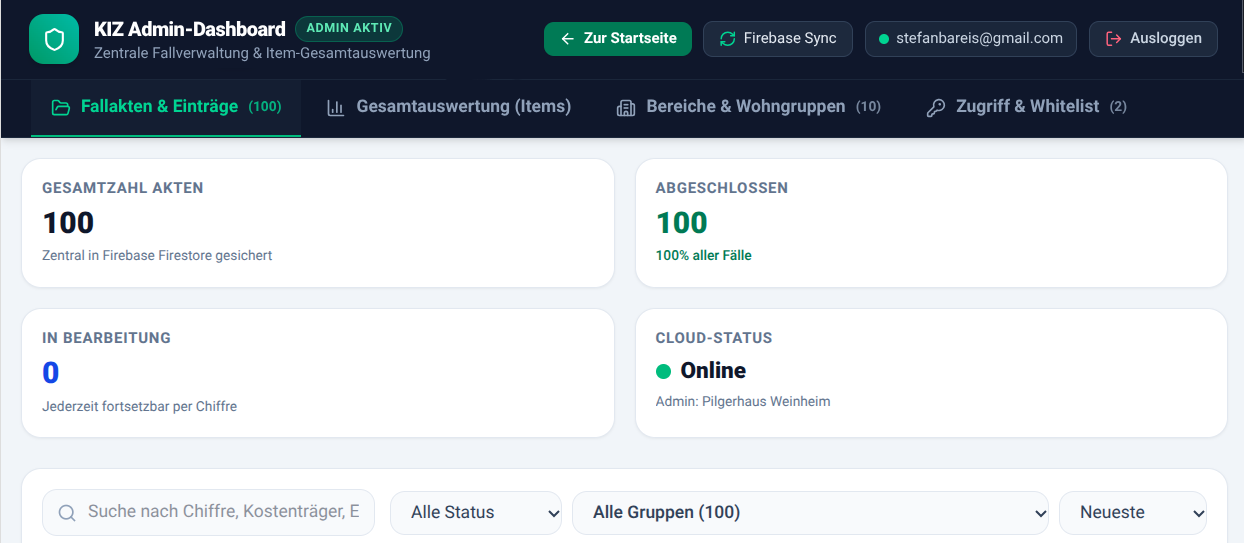 KIZ Admin-Dashboard ADMIN AKTIV
Zentrale Fallverwaltung & Item-Gesamtauswertung
Zur Startseite
Firebase Sync
stefanbareis@gmail.com
Ausloggen
Fallakten & Einträge (100)
Gesamtauswertung (Items)
Bereiche & Wohngruppen (10)
Zugriff & Whitelist (2)
GESAMTZAHL AKTEN
100
Zentral in Firebase Firestore gesichert
ABGESCHLOSSEN
100
100% aller Fälle
IN BEARBEITUNG
0
Jederzeit fortsetzbar per Chiffre
CLOUD-STATUS
Online
Admin: Pilgerhaus Weinheim
Suche nach Chiffre, Kostenträger, E
Alle Status
Alle Gruppen (100)
Neueste